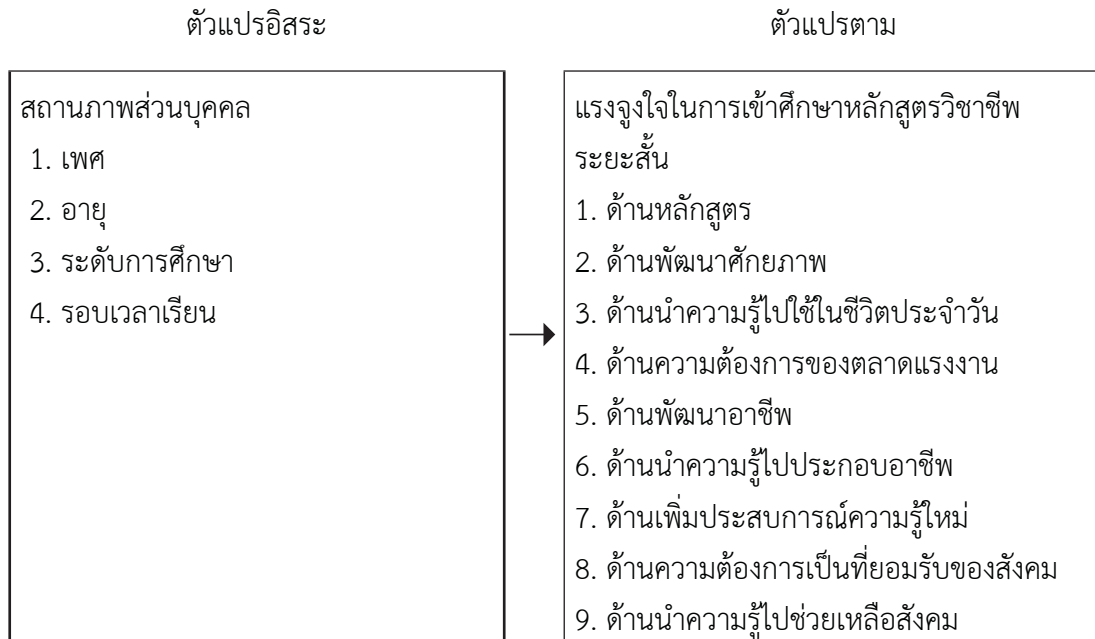 ตัวแปรอิสระ
ตัวแปรตาม
สถานภาพส่วนบุคคล
1. เพศ
2. อายุ
3. ระดับการศึกษา
4. รอบเวลาเรียน
แรงจูงใจในการเข้าศึกษาหลักสูตรวิชาชีพ
ระยะสั้น
1. ด้านหลักสูตร
2. ด้านพัฒนาศักยภาพ
3. ด้านนำความรู้ไปใช้ในชีวิตประจำวัน
4. ด้านความต้องการของตลาดแรงงาน
5. ด้านพัฒนาอาชีพ
6. ด้านนำความรู้ไปประกอบอาชีพ
7. ด้านเพิ่มประสบการณ์ความรู้ใหม่
8. ด้านความต้องการเป็นที่ยอมรับของสังคม
9. ด้านนำความรู้ไปช่วยเหลือสังคม